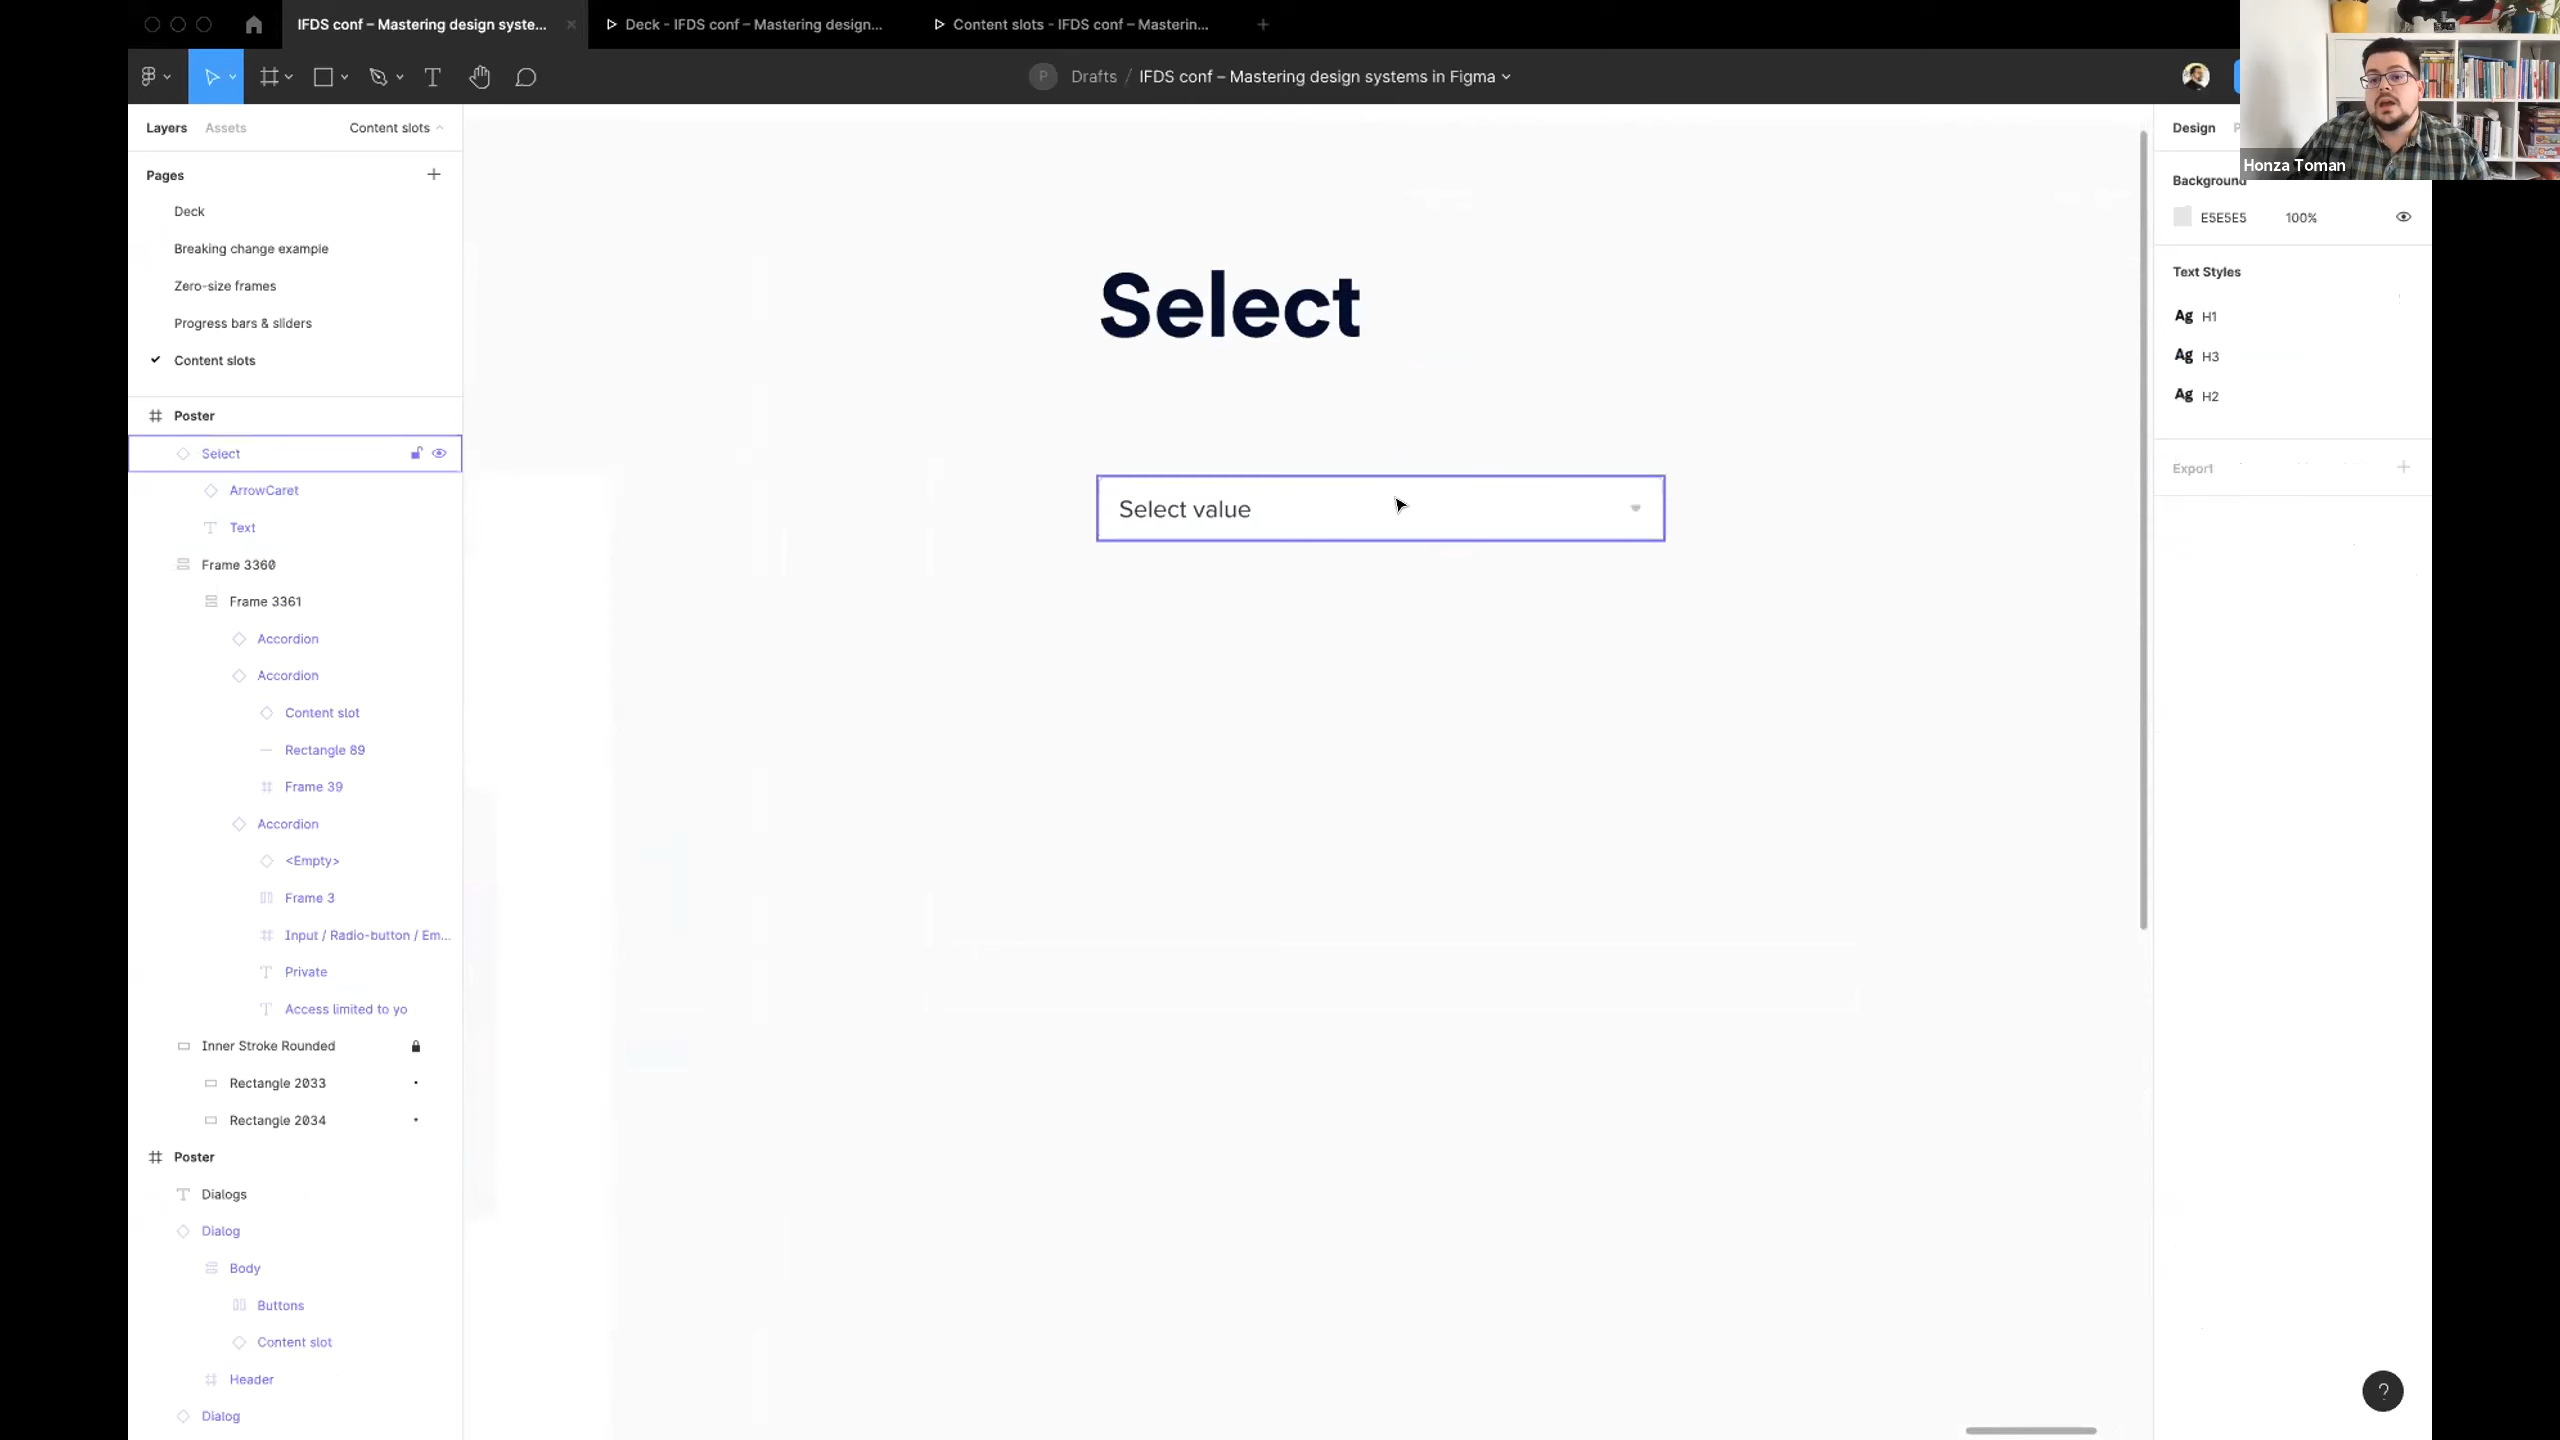 IFDS conf – Mastering design syste...
Deck - IFDS conf – Mastering design...
Content slots - IFDS conf – Masterin...
P Drafts / IFDS conf – Mastering design systems in Figma
Layers
Assets
Content slots
Pages
Deck
Breaking change example
Zero-size frames
Progress bars & sliders
Content slots
Poster
Select
ArrowCaret
Text
Frame 3360
Frame 3361
Accordion
Accordion
Content slot
Rectangle 89
Frame 39
Accordion
<Empty>
Frame 3
Input / Radio-button / Em...
Private
Access limited to yo
Inner Stroke Rounded
Rectangle 2033
Rectangle 2034
Poster
Dialogs
Dialog
Body
Buttons
Content slot
Header
Dialog
Select
Select value
Honza Toman
Design
Background
E5E5E5 100%
Text Styles
Ag H1
Ag H3
Ag H2
Export
?